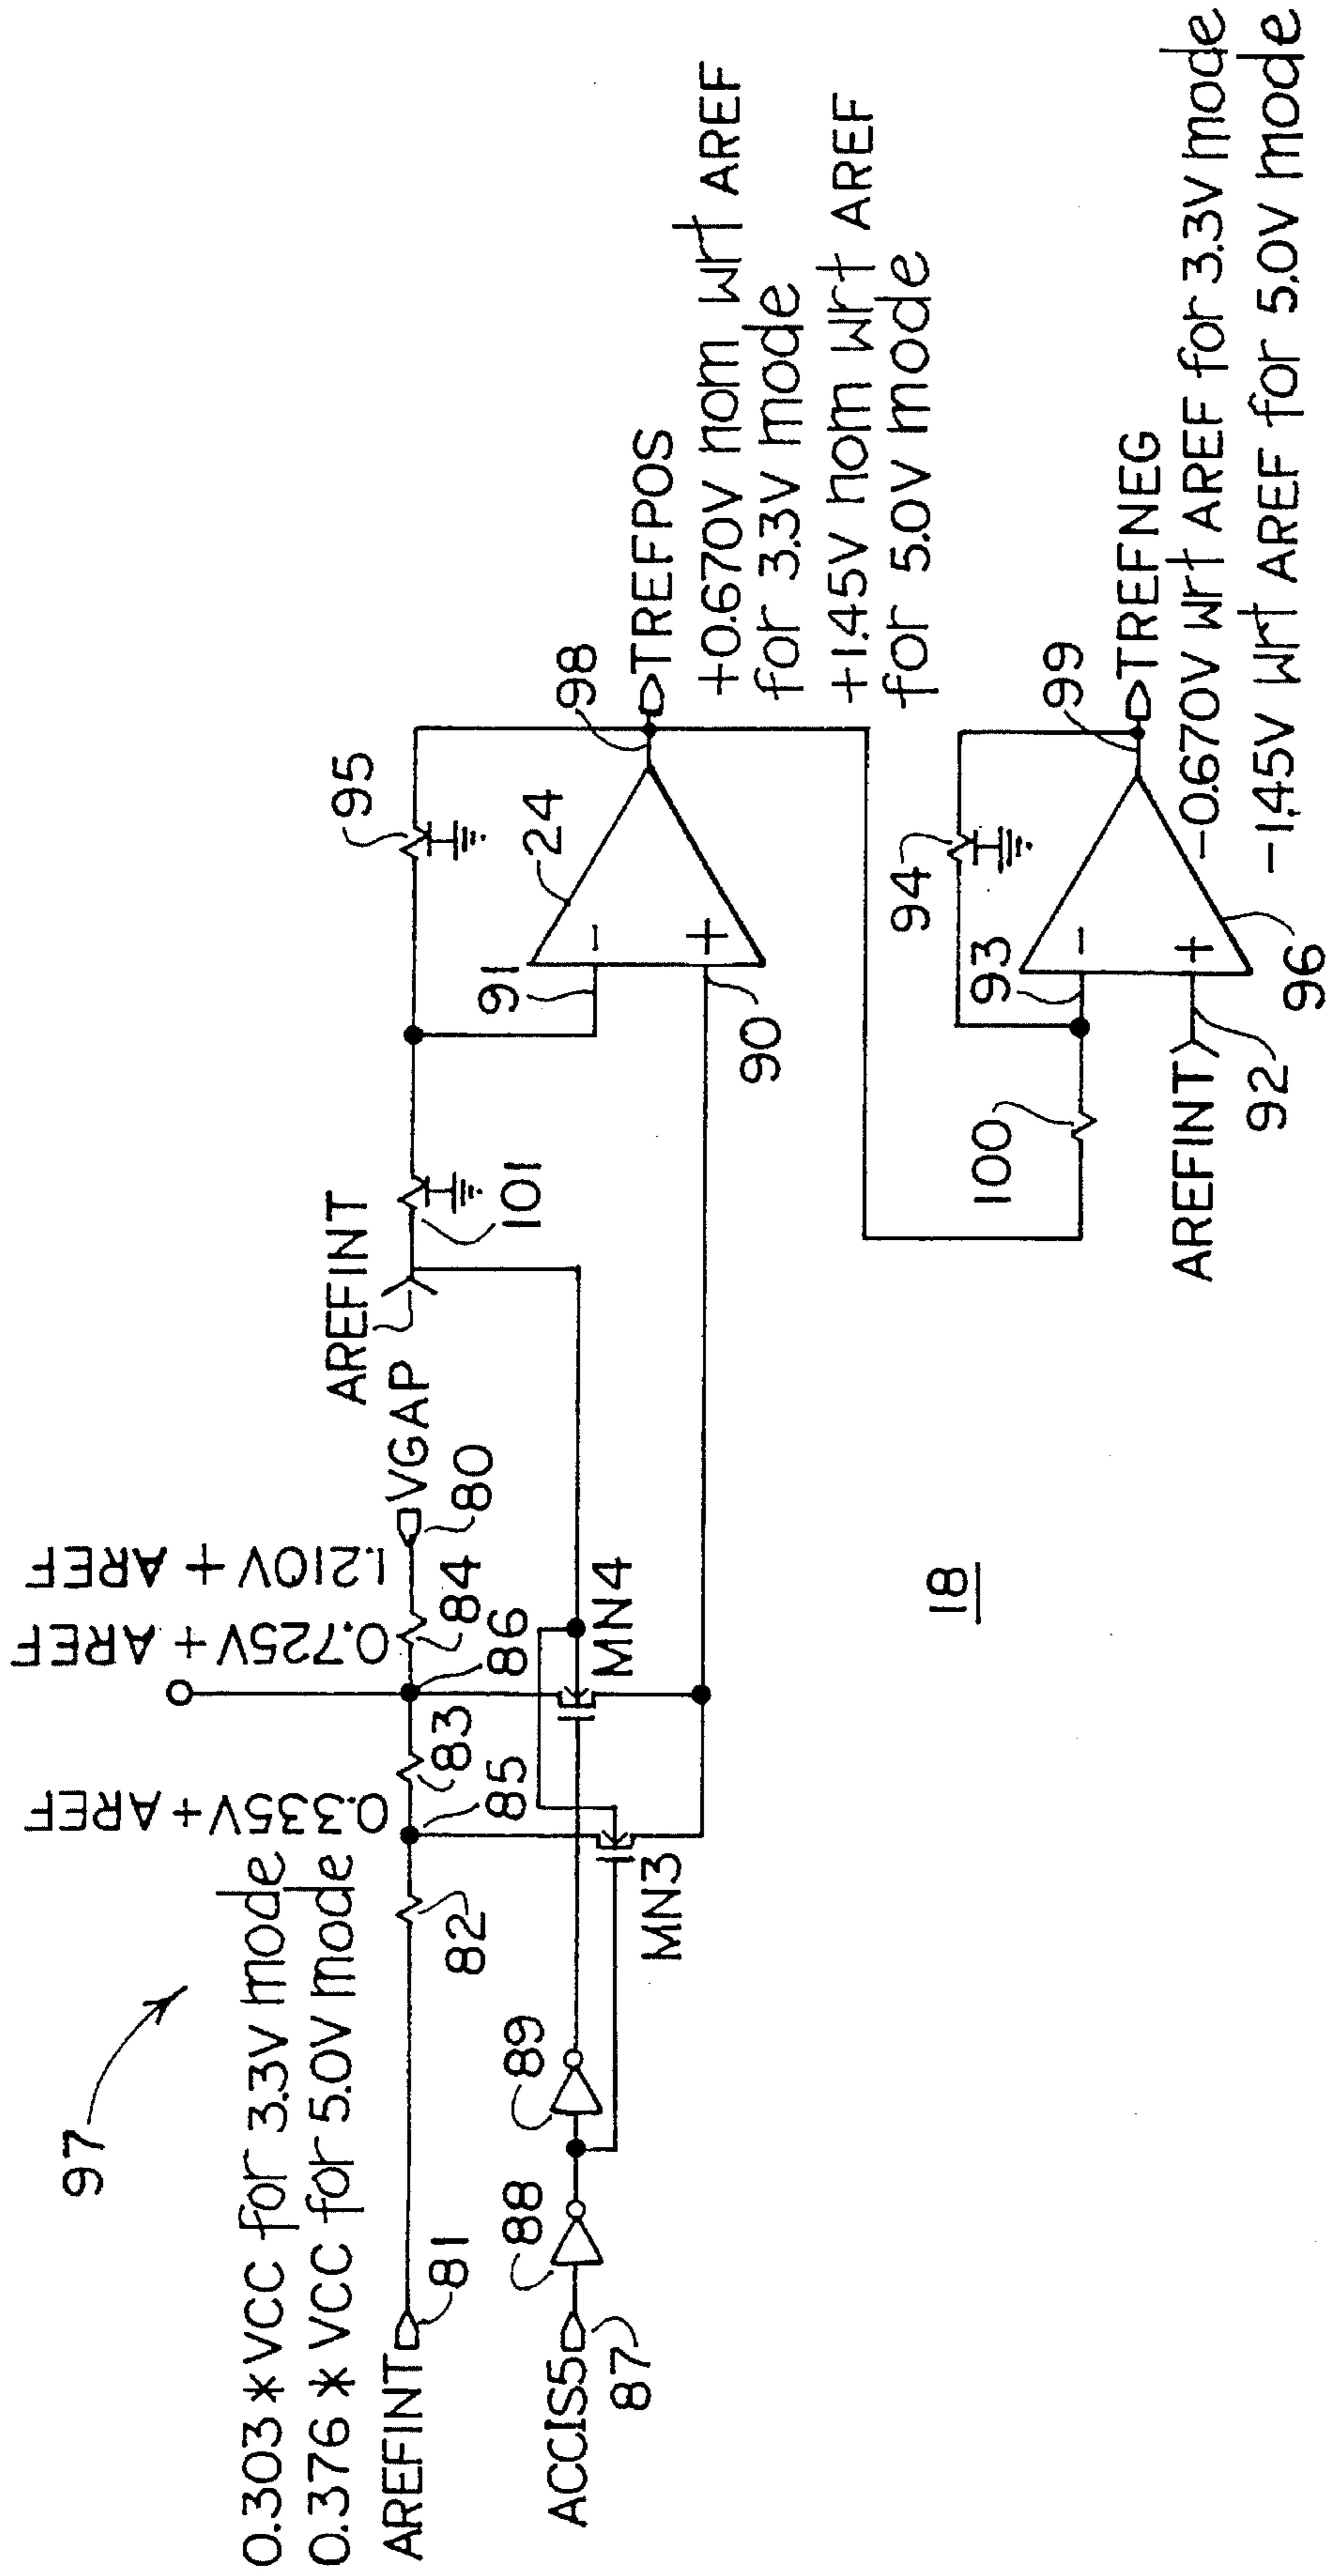 97
0.303 * VCC for 3.3V mode
0.376 * VCC for 5.0V mode
0.335V + AREF
0.725V + AREF
1.210V + AREF
AREFINT
81
82
85
83
86
84
80
VGAP
AREFINT
101
95
ACCIS5
87
88
89
MN3
MN4
91
90
24
98
TREFPOS
+0.670V nom wrt AREF
for 3.3V mode
+1.45V nom wrt AREF
for 5.0V mode
100
94
93
AREFINT
92
96
99
TREFNEG
-0.670V wrt AREF for 3.3V mode
-1.45V wrt AREF for 5.0V mode
18